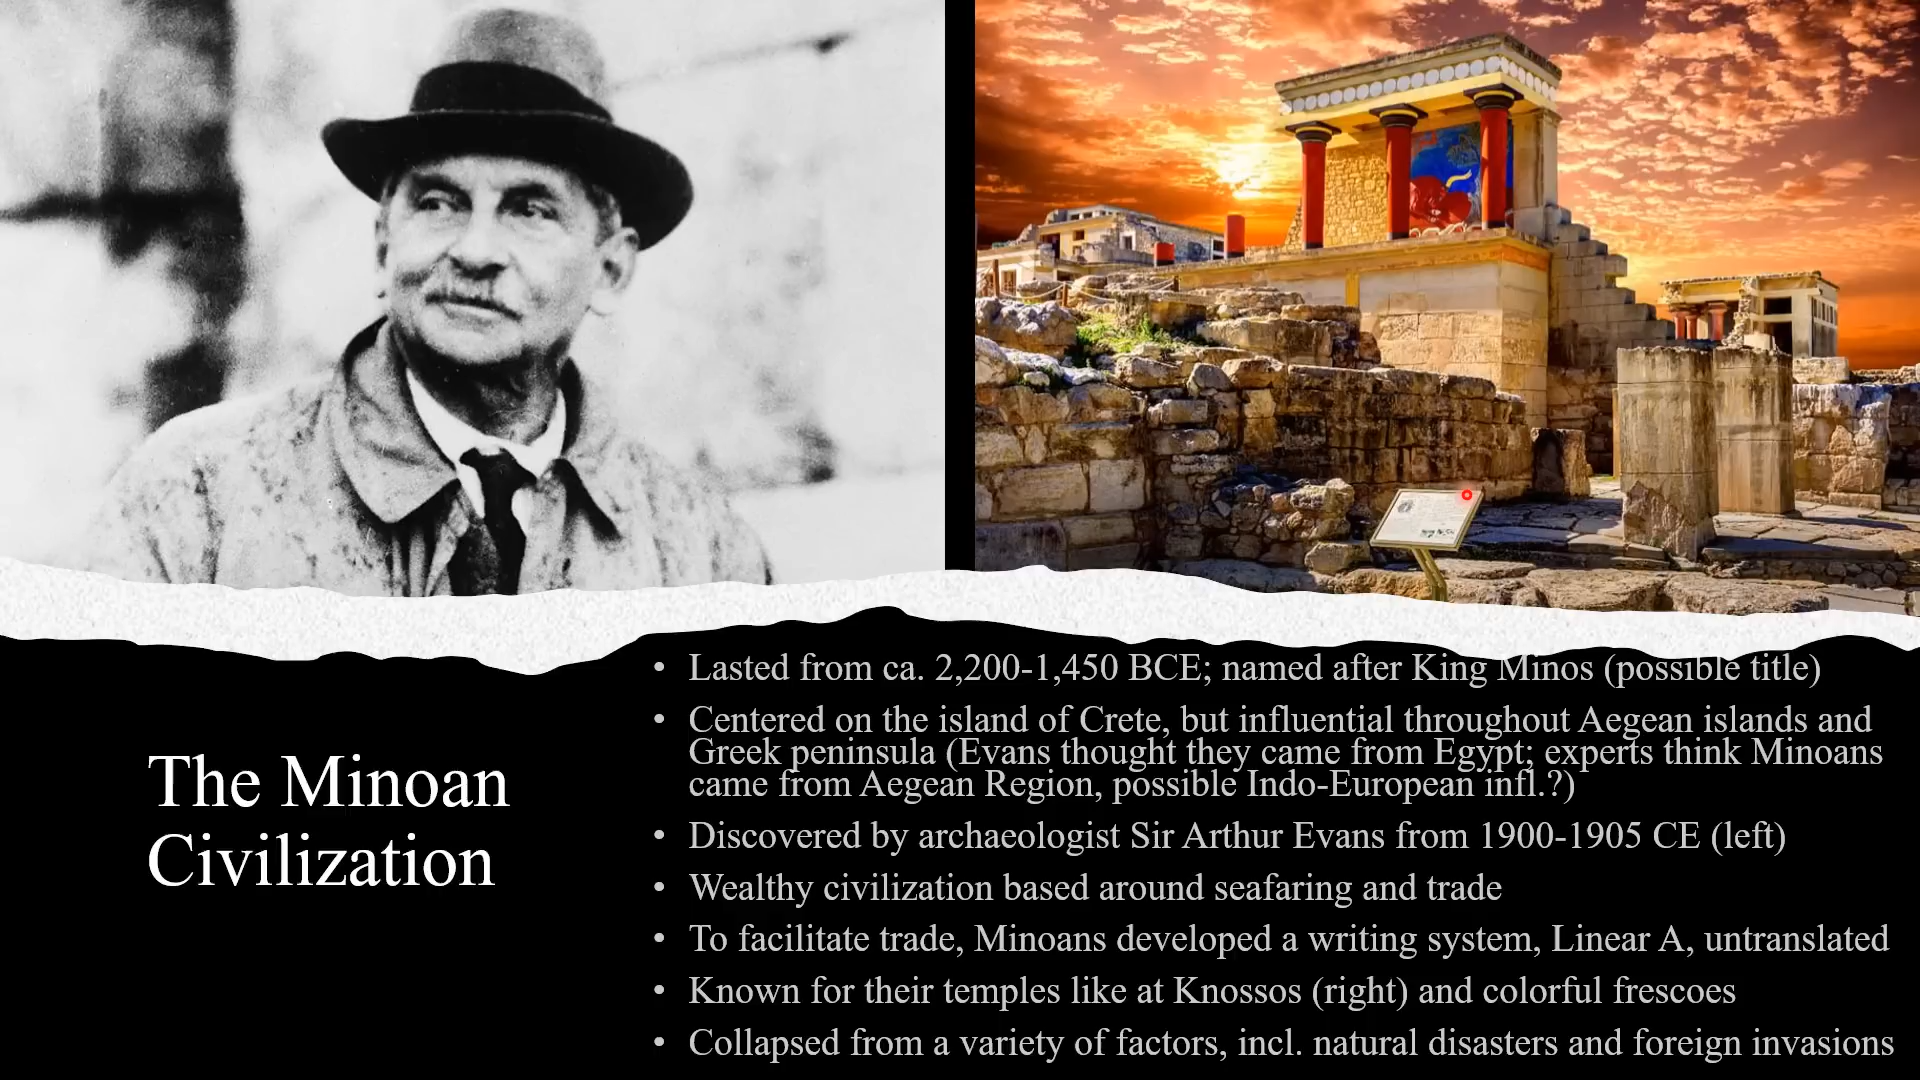 The Minoan
Civilization
• Lasted from ca. 2,200-1,450 BCE; named after King Minos (possible title)
• Centered on the island of Crete, but influential throughout Aegean islands and
Greek peninsula (Evans thought they came from Egypt; experts think Minoans
came from Aegean Region, possible Indo-European infl.?)
• Discovered by archaeologist Sir Arthur Evans from 1900-1905 CE (left)
• Wealthy civilization based around seafaring and trade
• To facilitate trade, Minoans developed a writing system, Linear A, untranslated
• Known for their temples like at Knossos (right) and colorful frescoes
• Collapsed from a variety of factors, incl. natural disasters and foreign invasions